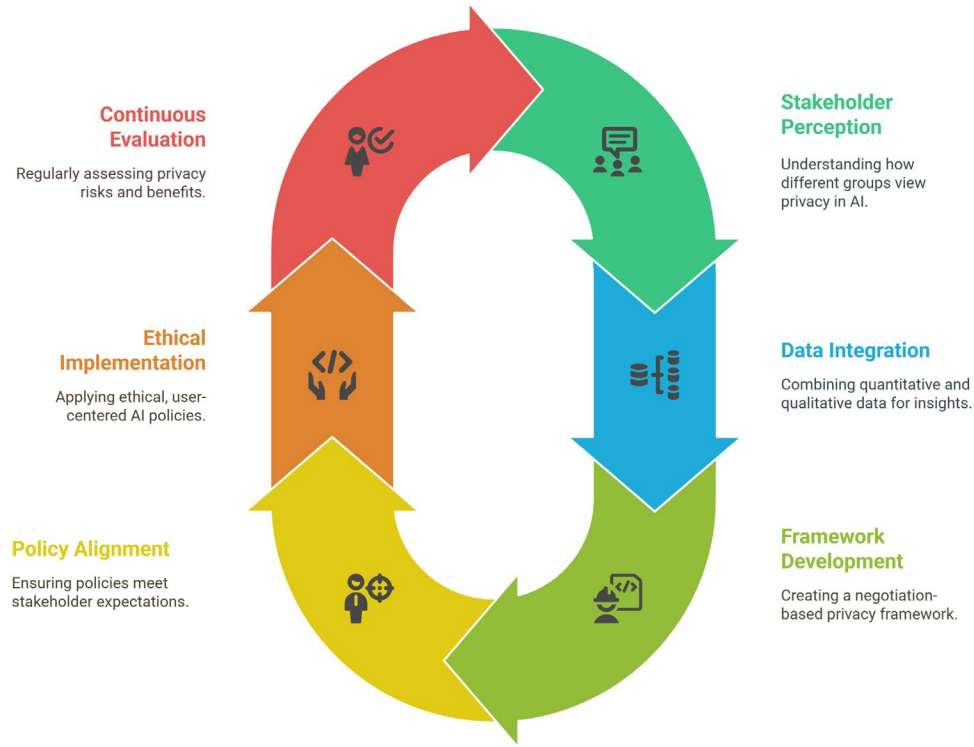 Continuous
Evaluation
Regularly assessing privacy
risks and benefits.
Stakeholder
Perception
Understanding how
different groups view
privacy in AI.
Ethical
Implementation
Applying ethical, user-
centered AI policies.
Data Integration
Combining quantitative and
qualitative data for insights.
Policy Alignment
Ensuring policies meet
stakeholder expectations.
Framework
Development
Creating a negotiation-
based privacy framework.